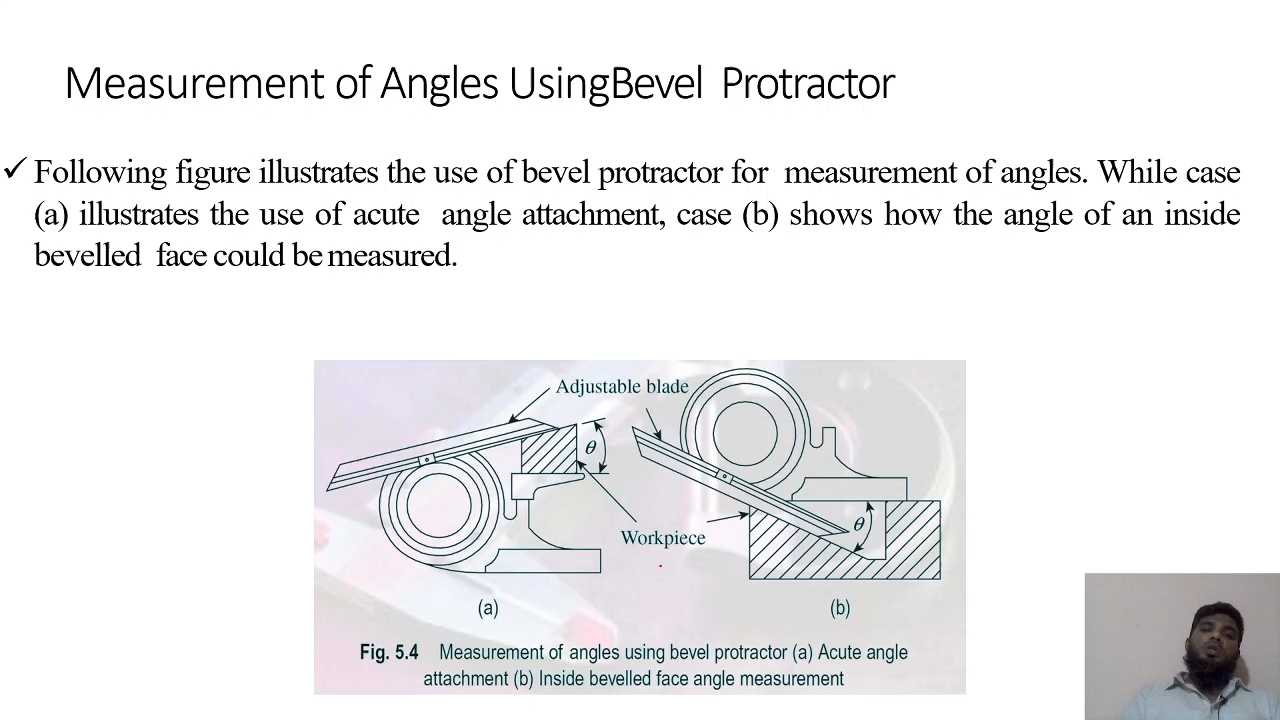 Measurement of Angles UsingBevel Protractor
✓ Following figure illustrates the use of bevel protractor for measurement of angles. While case
(a) illustrates the use of acute angle attachment, case (b) shows how the angle of an inside
bevelled face could be measured.
Adjustable blade
θ
θ
Workpiece
(a)
(b)
Fig. 5.4 Measurement of angles using bevel protractor (a) Acute angle
attachment (b) Inside bevelled face angle measurement